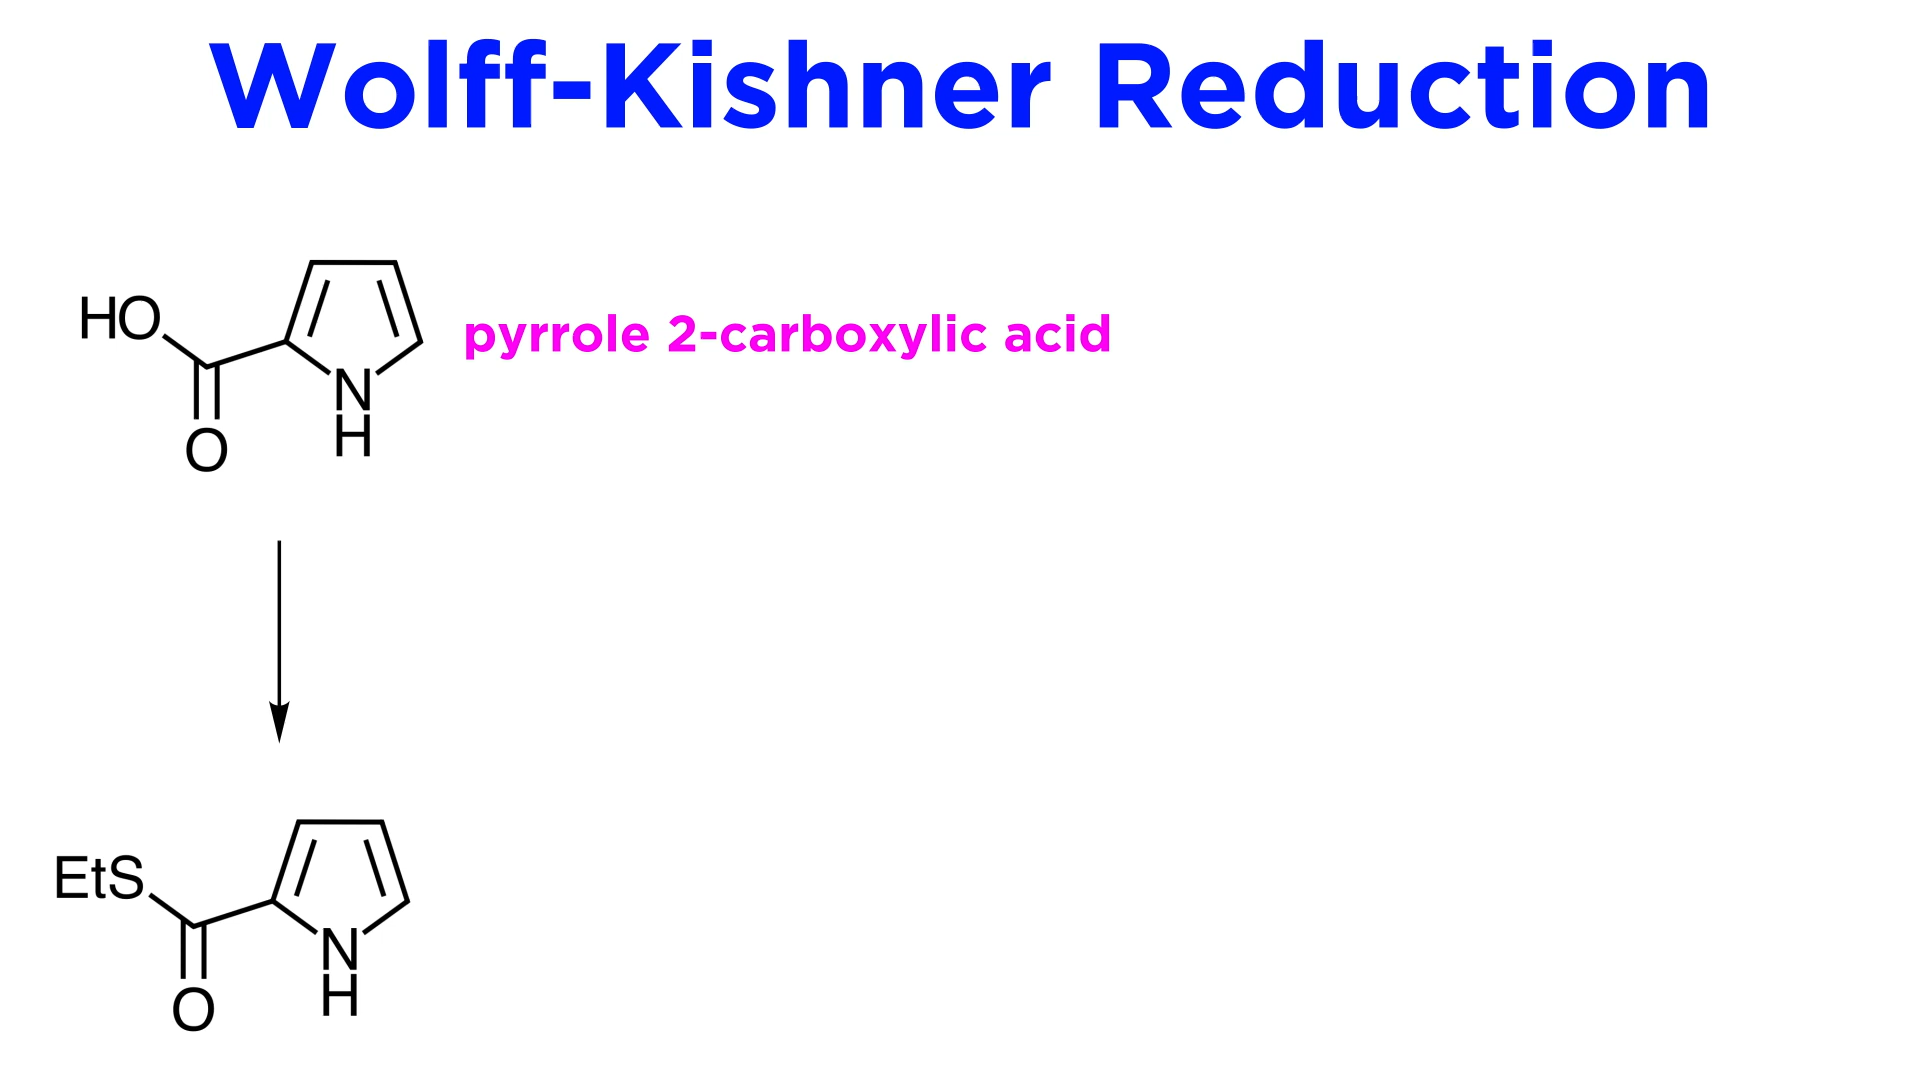 Wolff-Kishner Reduction
HO
O
N
H
pyrrole 2-carboxylic acid
EtS
O
N
H